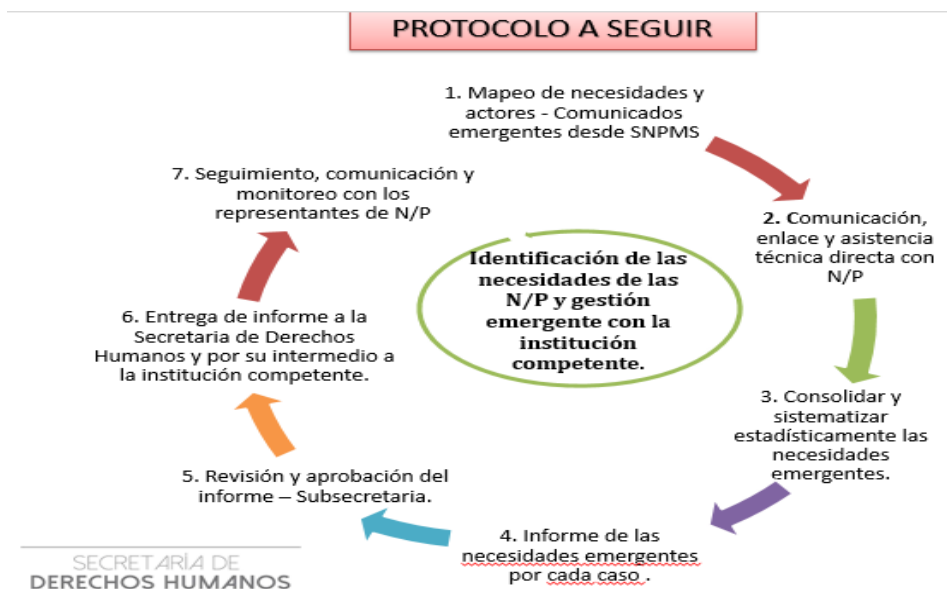 PROTOCOLO A SEGUIR
1. Mapeo de necesidades y
actores - Comunicados
emergentes desde SNPMS
2. Comunicación,
enlace y asistencia
técnica directa con
N/P
3. Consolidar y
sistematizar
estadísticamente las
necesidades
emergentes.
4. Informe de las
necesidades emergentes
por cada caso .
5. Revisión y aprobación del
informe – Subsecretaria.
6. Entrega de informe a la
Secretaria de Derechos
Humanos y por su intermedio a
la institución competente.
7. Seguimiento, comunicación y
monitoreo con los
representantes de N/P
Identificación de las
necesidades de las
N/P y gestión
emergente con la
institución
competente.
SECRETARÍA DE
DERECHOS HUMANOS